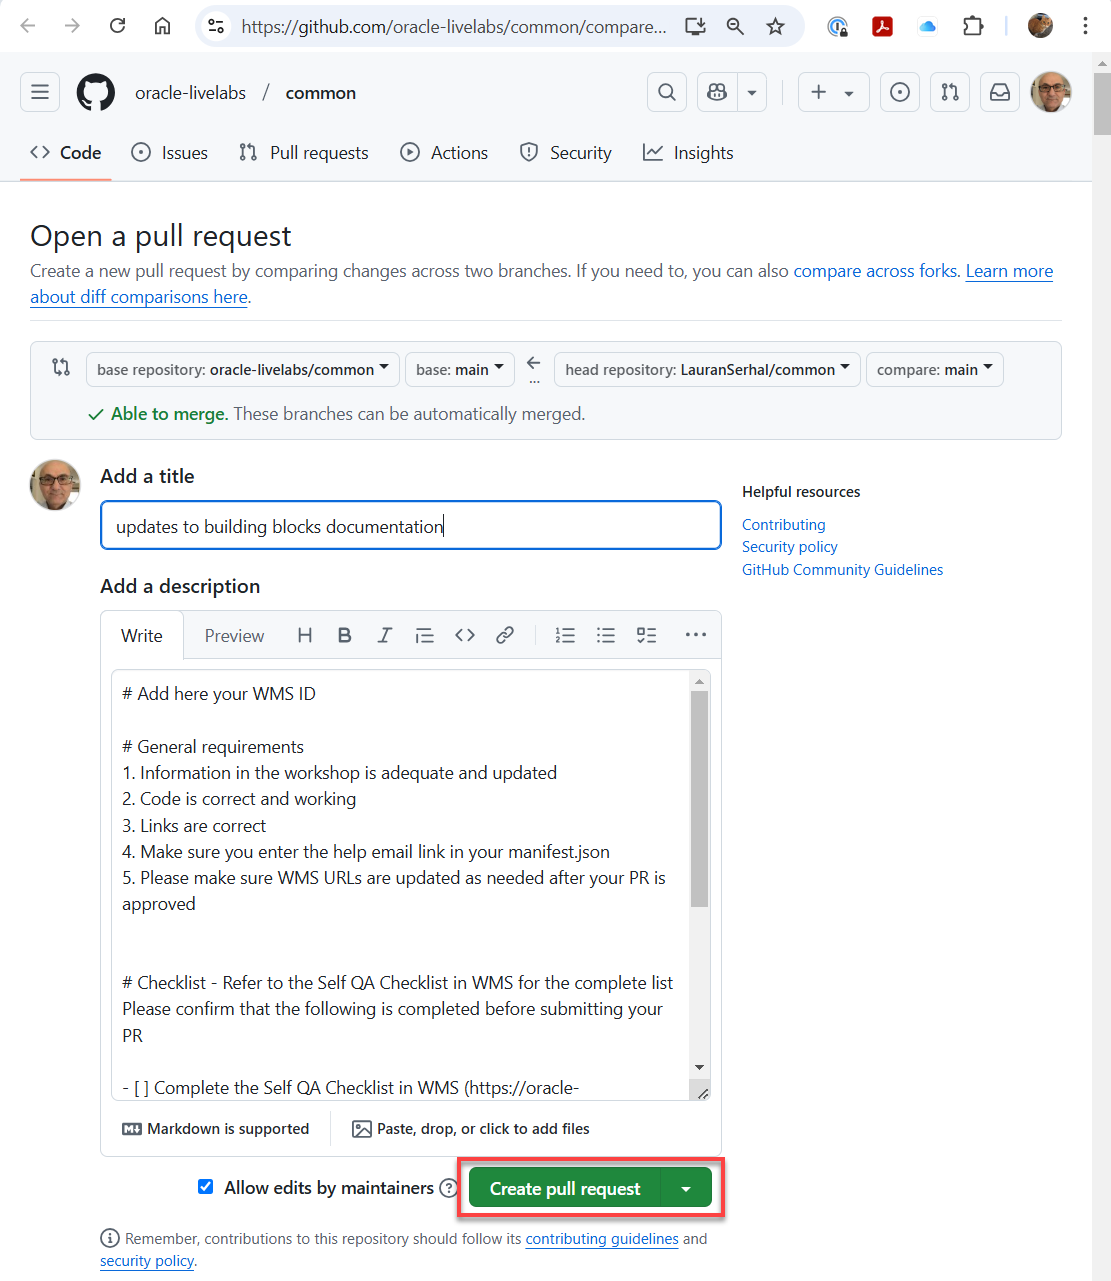 https://github.com/oracle-livelabs/common/compare...
oracle-livelabs / common
Code Issues Pull requests Actions Security Insights
Open a pull request
Create a new pull request by comparing changes across two branches. If you need to, you can also compare across forks. Learn more
about diff comparisons here.
base repository: oracle-livelabs/common base: main ... head repository: LauranSerhal/common compare: main
Able to merge. These branches can be automatically merged.
Add a title
updates to building blocks documentation
Helpful resources
Contributing
Security policy
GitHub Community Guidelines
Add a description
Write Preview
# Add here your WMS ID
# General requirements
1. Information in the workshop is adequate and updated
2. Code is correct and working
3. Links are correct
4. Make sure you enter the help email link in your manifest.json
5. Please make sure WMS URLs are updated as needed after your PR is
approved
# Checklist - Refer to the Self QA Checklist in WMS for the complete list
Please confirm that the following is completed before submitting your
PR
- [ ] Complete the Self QA Checklist in WMS (https://oracle-
Markdown is supported Paste, drop, or click to add files
Allow edits by maintainers Create pull request
Remember, contributions to this repository should follow its contributing guidelines and
security policy.